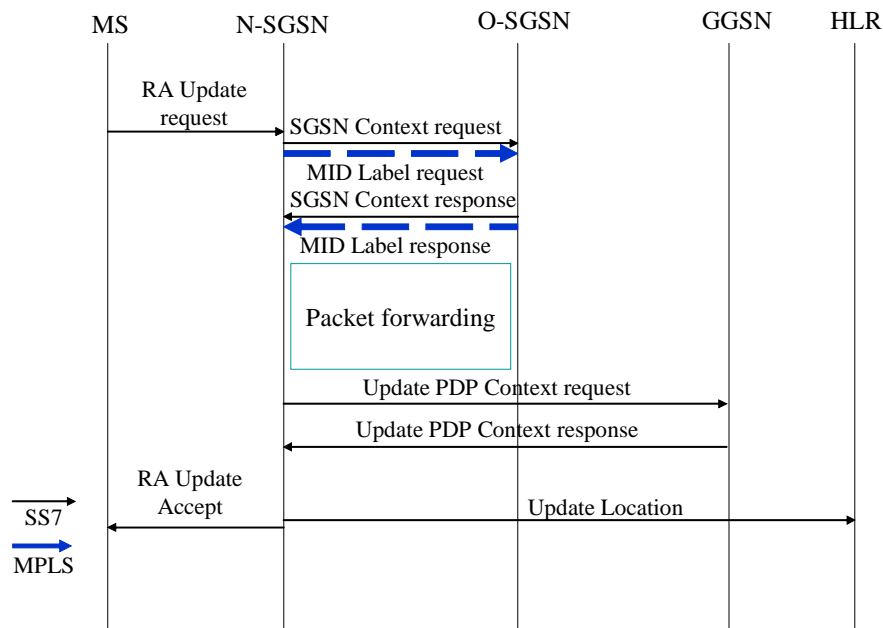 MS N-SGSN O-SGSN GGSN HLR
RA Update
request
SGSN Context request
MID Label request
SGSN Context response
MID Label response
Packet forwarding
Update PDP Context request
Update PDP Context response
RA Update
Accept
Update Location
SS7
MPLS